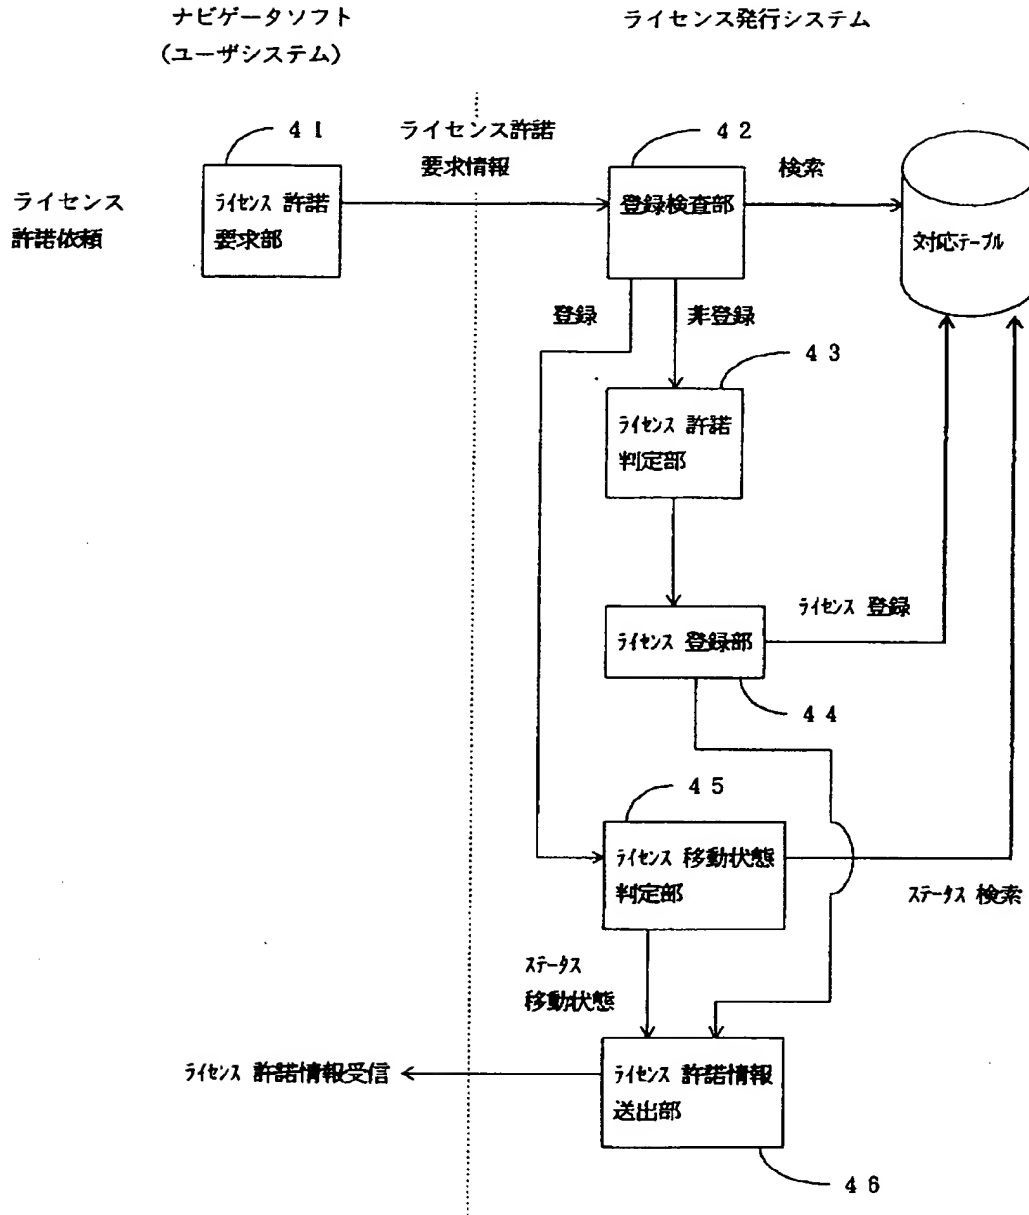 ナビゲータソフト
(ユーザシステム)
ライセンス発行システム
41
ライセンス許諾
要求情報
42
検索
ライセンス
許諾依頼
ライセンス 許諾
要求部
登録検査部
対応テーブル
登録
非登録
43
ライセンス 許諾
判定部
ライセンス 登録
ライセンス 登録部
44
45
ライセンス 移動状態
判定部
ステータス 検索
ステータス
移動状態
ライセンス 許諾情報受信
ライセンス 許諾情報
送出部
46